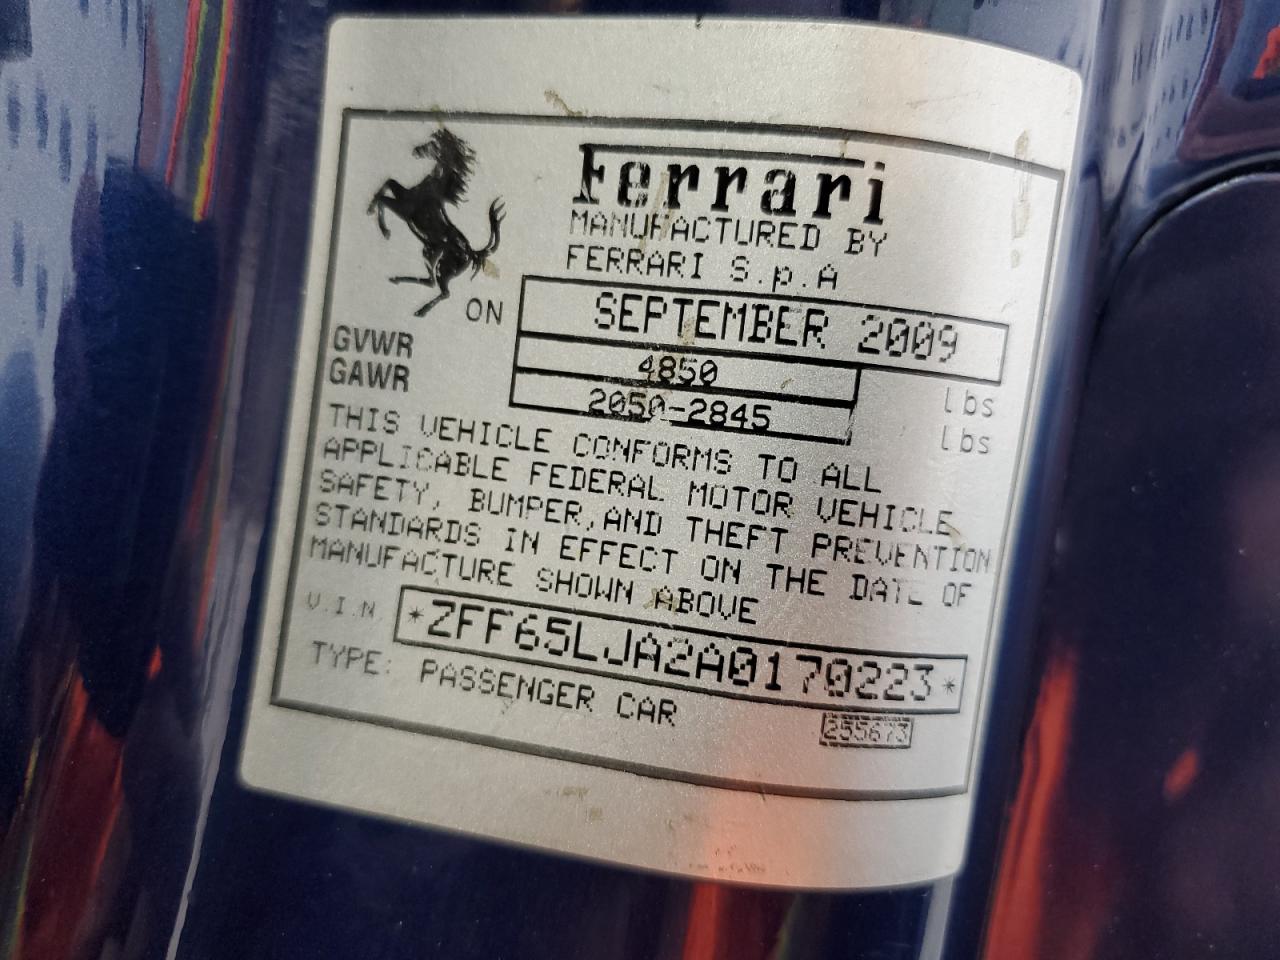 Ferrari
MANUFACTURED BY
FERRARI S.p.A
ON SEPTEMBER 2009
GVWR 4850 lbs
GAWR 2050-2845 lbs
THIS VEHICLE CONFORMS TO ALL
APPLICABLE FEDERAL MOTOR VEHICLE
SAFETY, BUMPER,AND THEFT PREVENTION
STANDARDS IN EFFECT ON THE DATE OF
MANUFACTURE SHOWN ABOVE
V.I.N. *ZFF65LJA2A0170223*
TYPE: PASSENGER CAR
255673